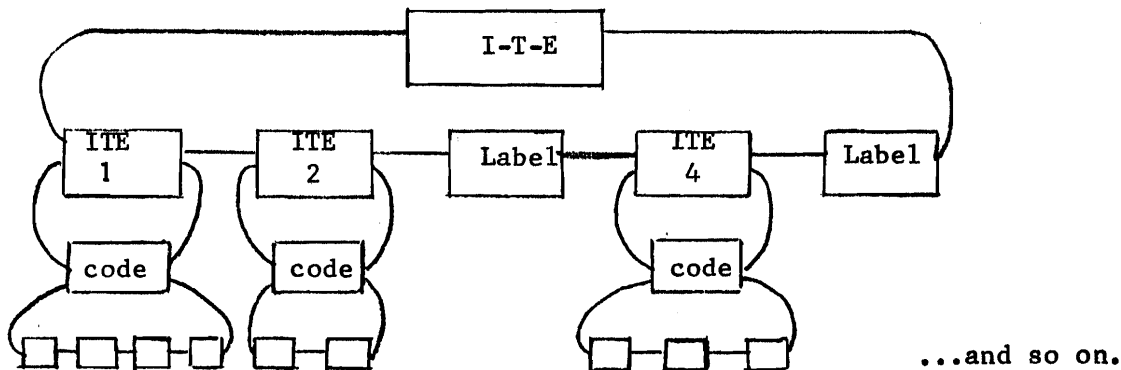 I-T-E
ITE ITE Label ITE Label
1 2 4
code code code
...and so on.